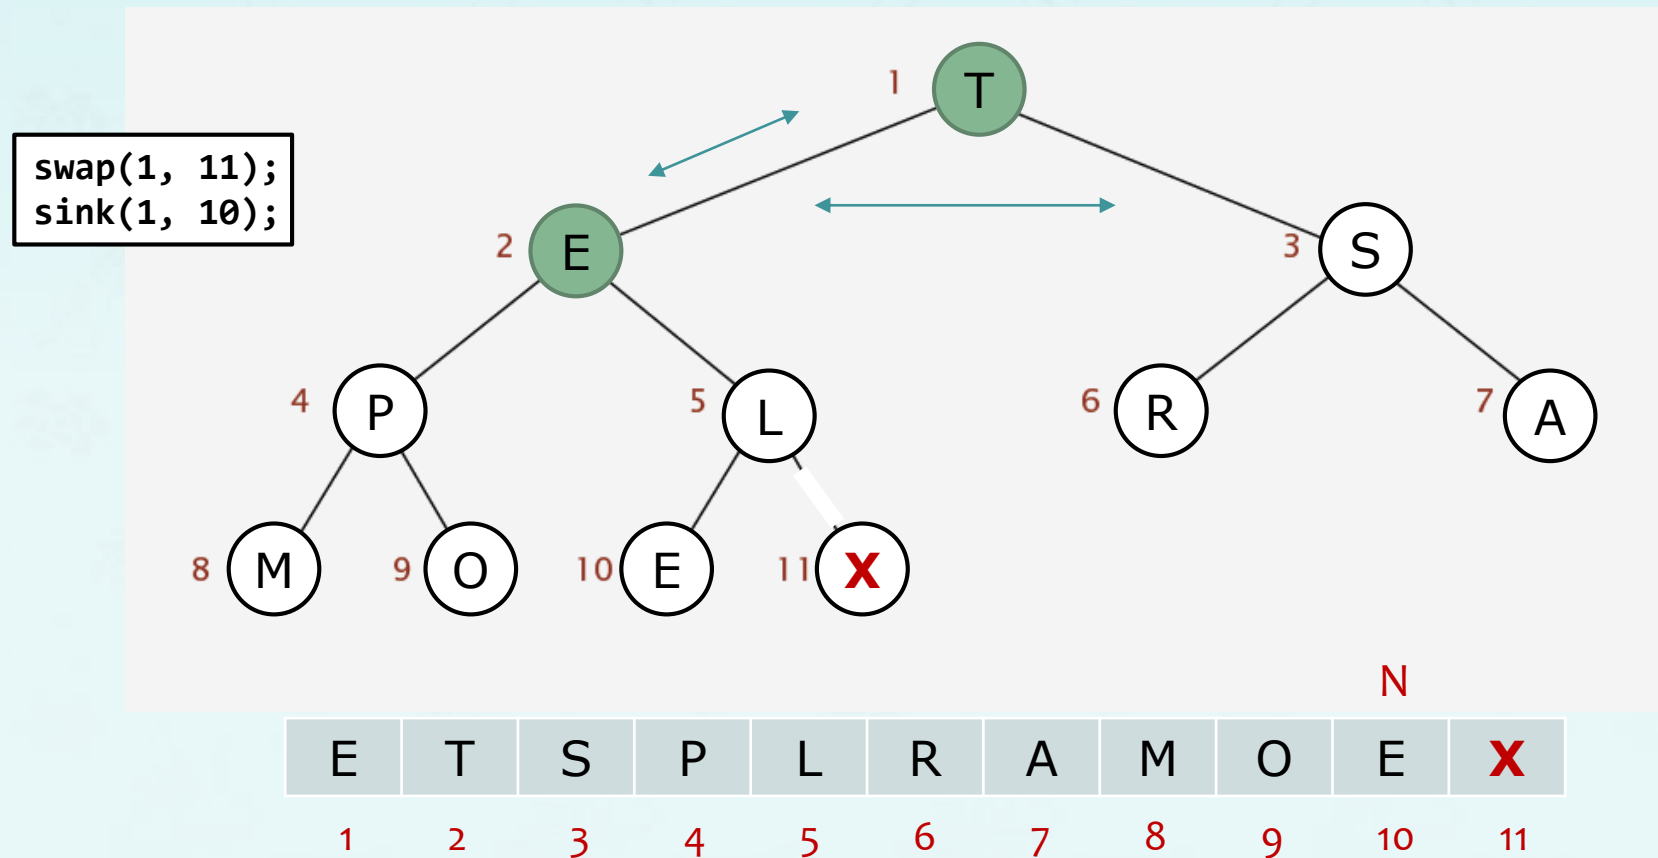 1 T
swap(1, 11);
sink(1, 10);
2 E 3 S
4 P 5 L 6 R 7 A
8 M 9 O 10 E 11 X
N
E T S P L R A M O E X
1 2 3 4 5 6 7 8 9 10 11